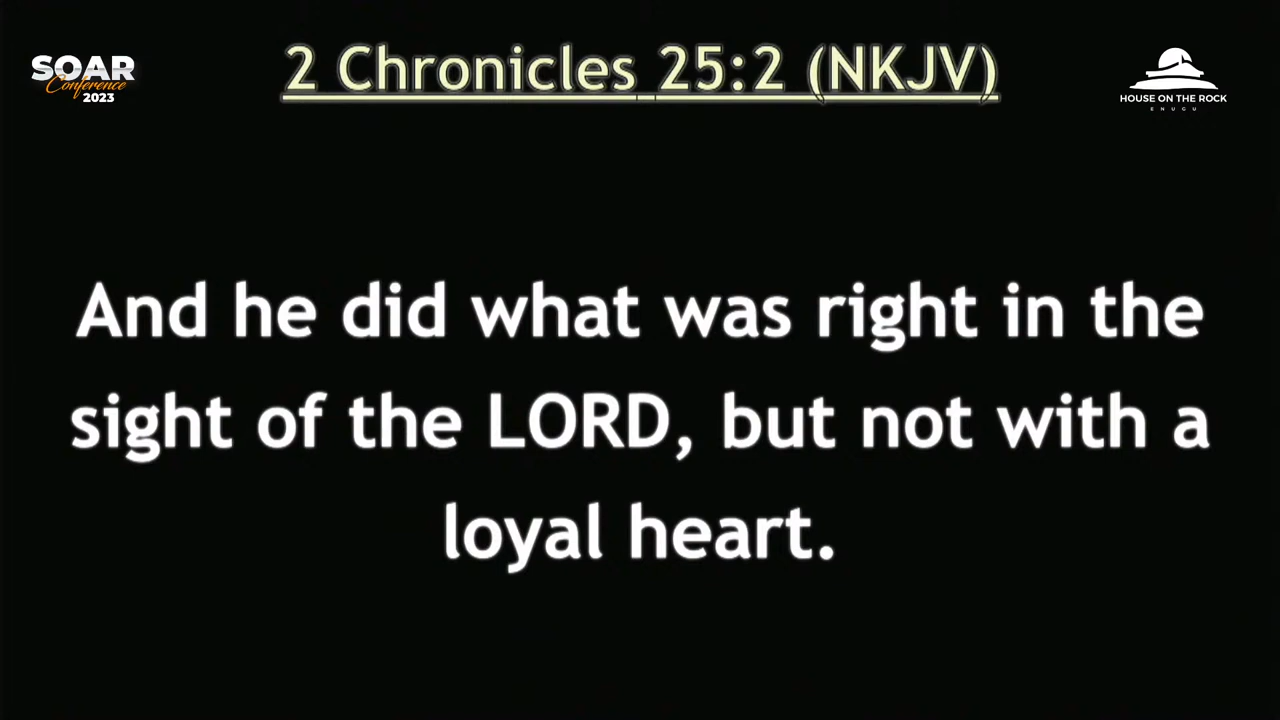 SOAR
Conference
2023
2 Chronicles 25:2 (NKJV)
HOUSE ON THE ROCK
ENUGU
And he did what was right in the
sight of the LORD, but not with a
loyal heart.